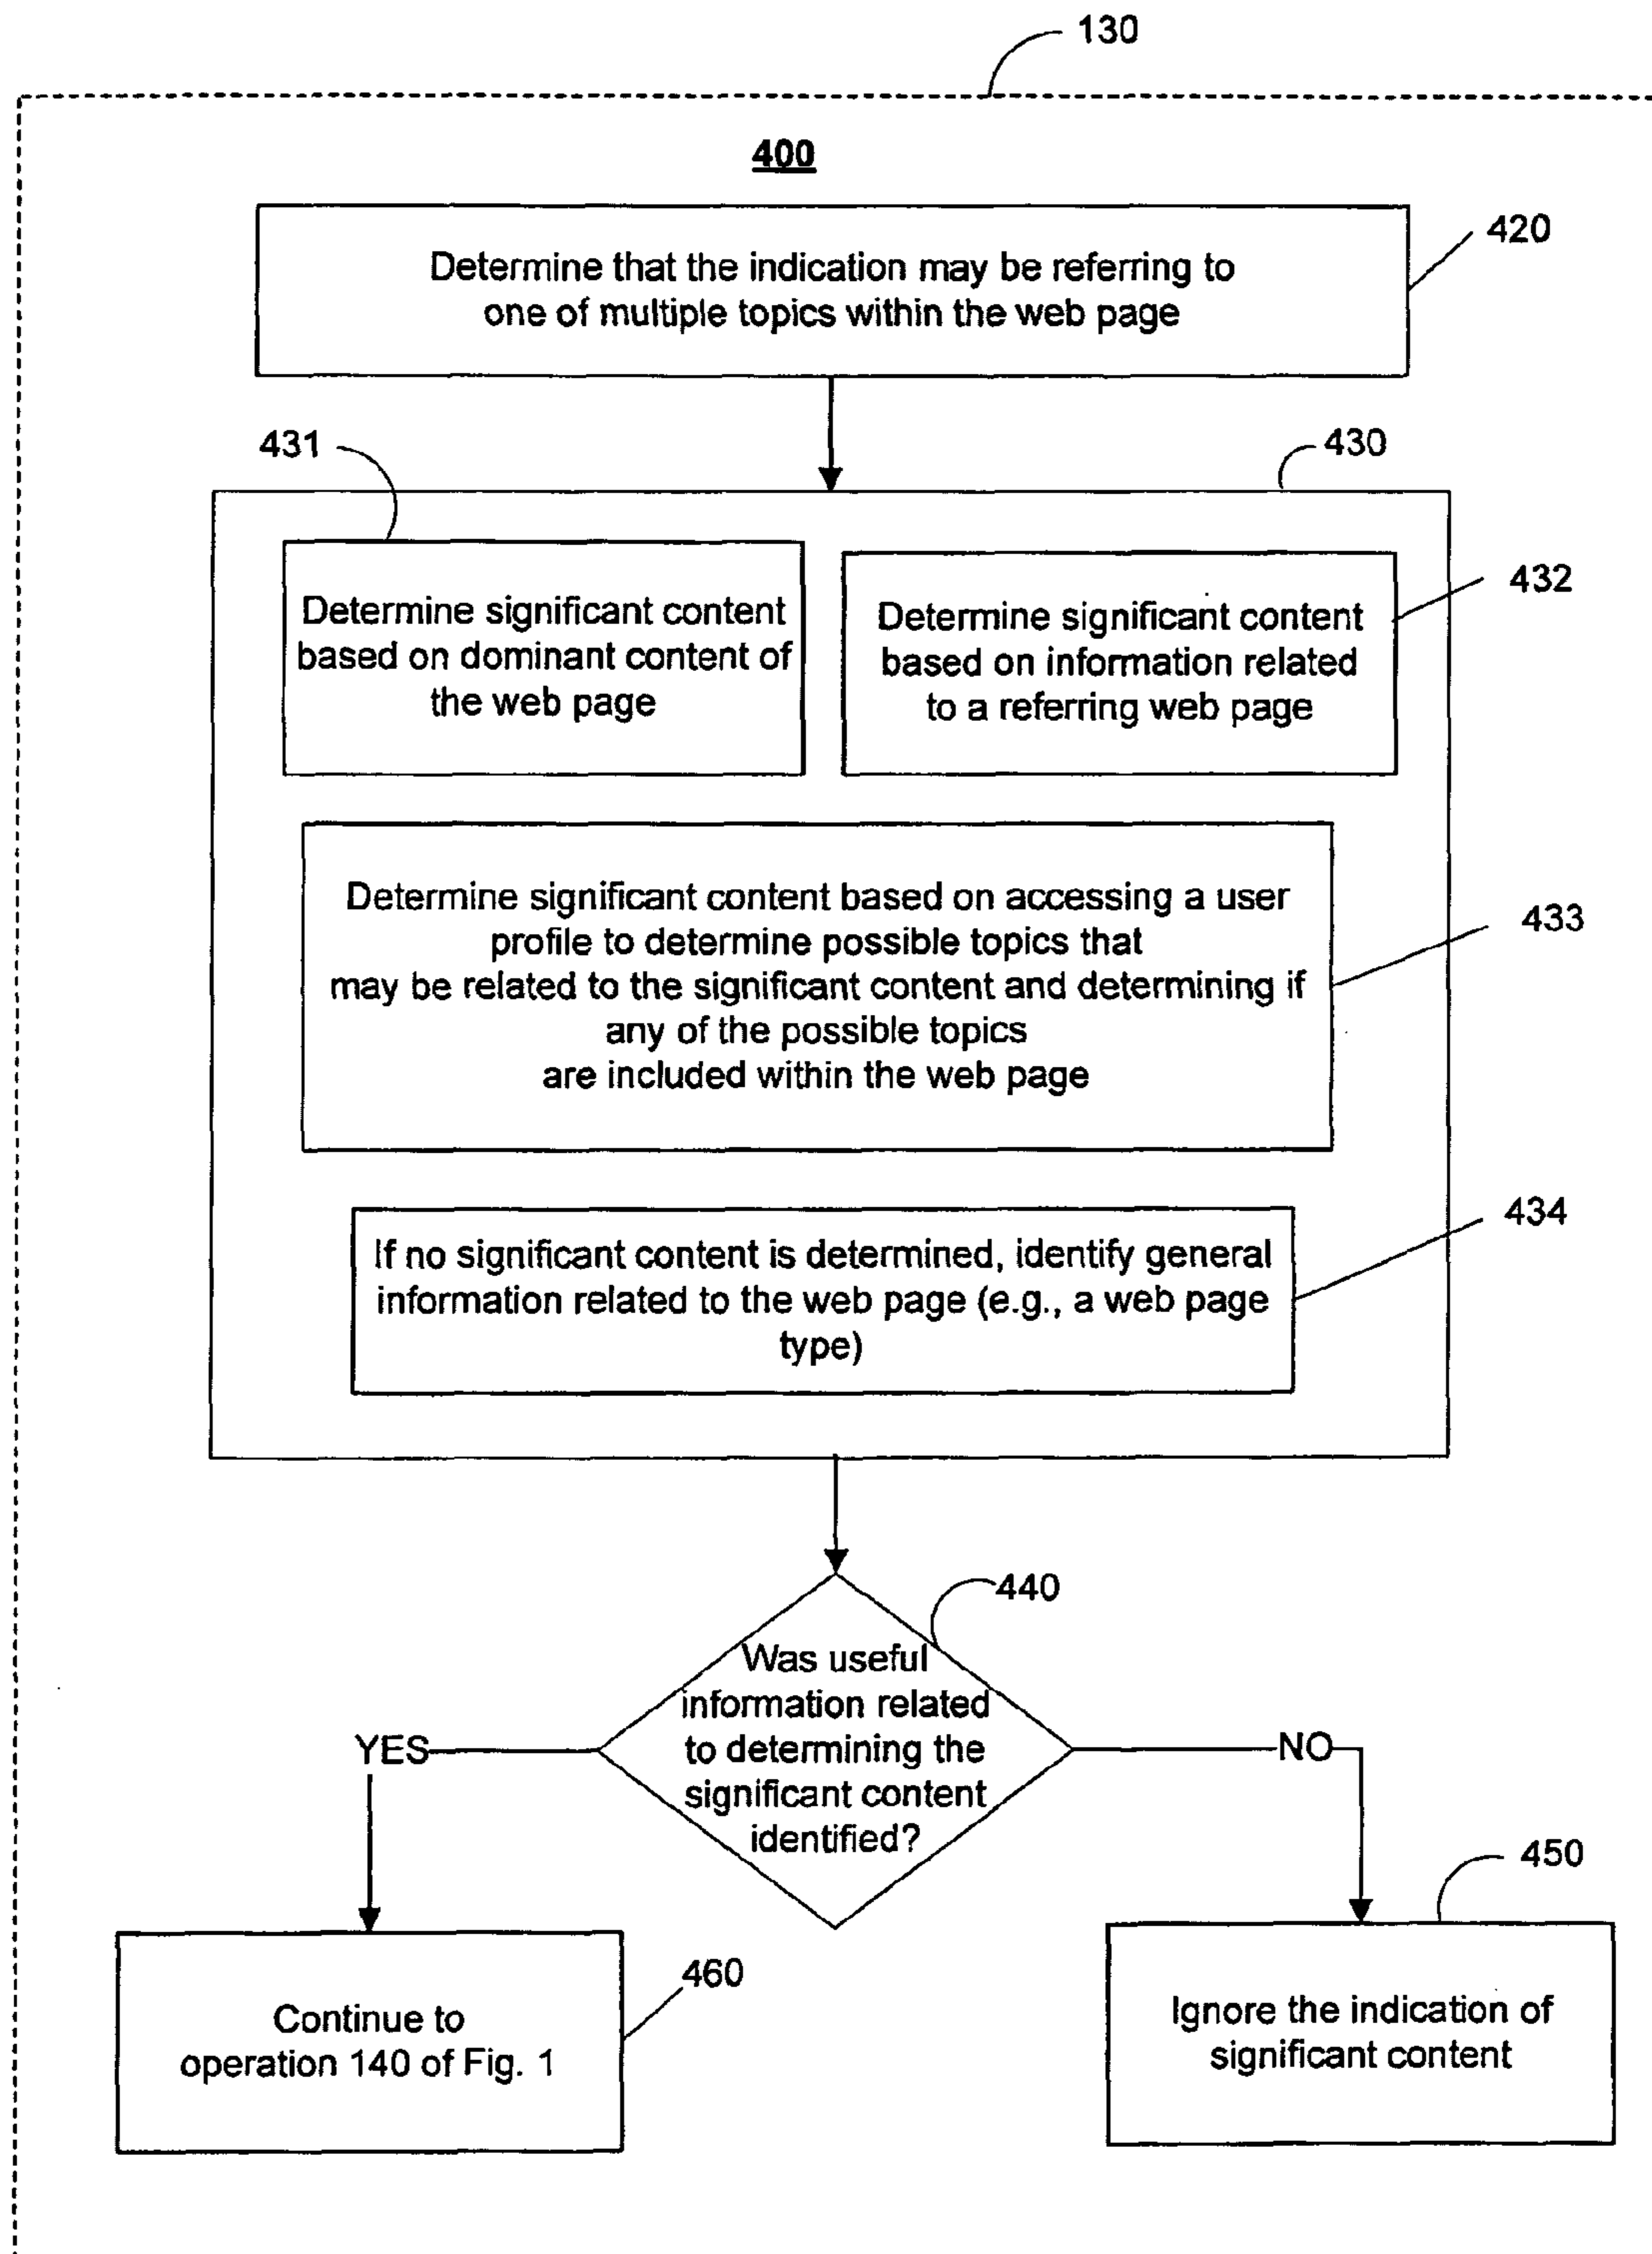 130
400
420
Determine that the indication may be referring to
one of multiple topics within the web page
431
430
432
Determine significant content
based on dominant content of
the web page
Determine significant content
based on information related
to a referring web page
433
Determine significant content based on accessing a user
profile to determine possible topics that
may be related to the significant content and determining if
any of the possible topics
are included within the web page
434
If no significant content is determined, identify general
information related to the web page (e.g., a web page
type)
440
Was useful
information related
to determining the
significant content
identified?
YES
NO
450
460
Continue to
operation 140 of Fig. 1
Ignore the indication of
significant content